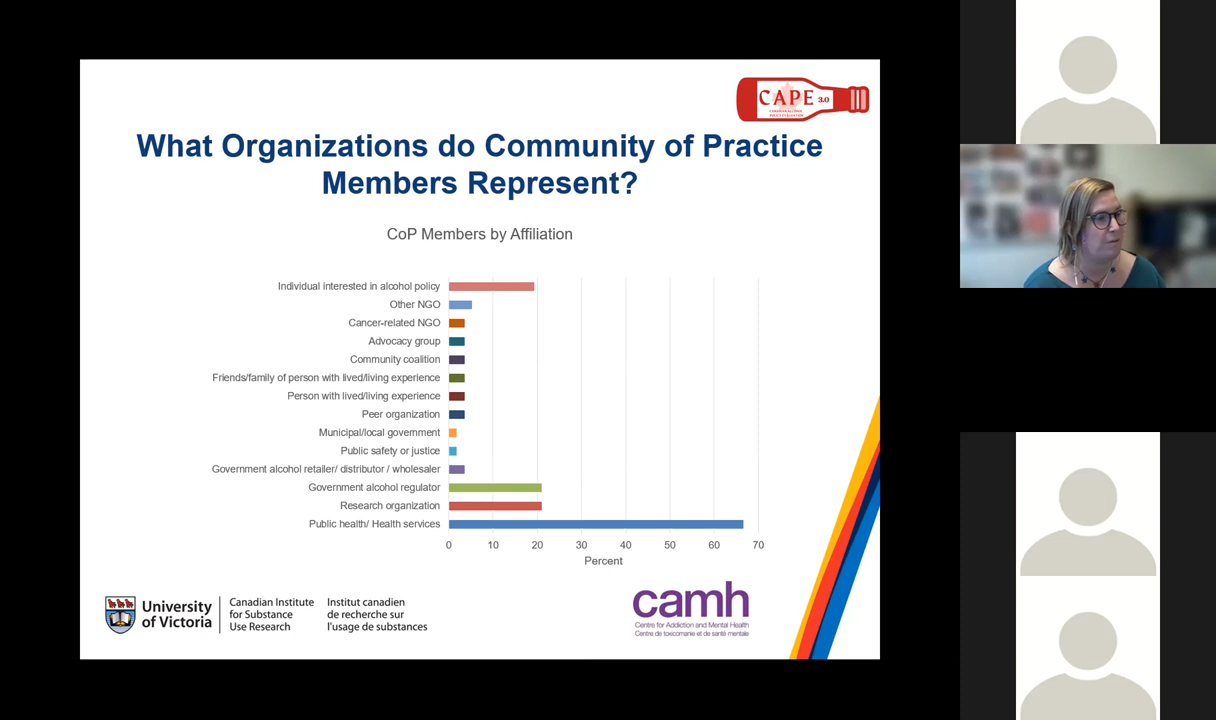 CAPE 3.0
What Organizations do Community of Practice
Members Represent?
CoP Members by Affiliation
Individual interested in alcohol policy
Other NGO
Cancer-related NGO
Advocacy group
Community coalition
Friends/family of person with lived/living experience
Person with lived/living experience
Peer organization
Municipal/local government
Public safety or justice
Government alcohol retailer/ distributor / wholesaler
Government alcohol regulator
Research organization
Public health/ Health services
0 10 20 30 40 50 60 70
Percent
University
of Victoria
Canadian Institute
for Substance
Use Research
Institut canadien
de recherche sur
l'usage de substances
camh
Centre for Addiction and Mental Health
Centre de toxicomanie et de santé mentale